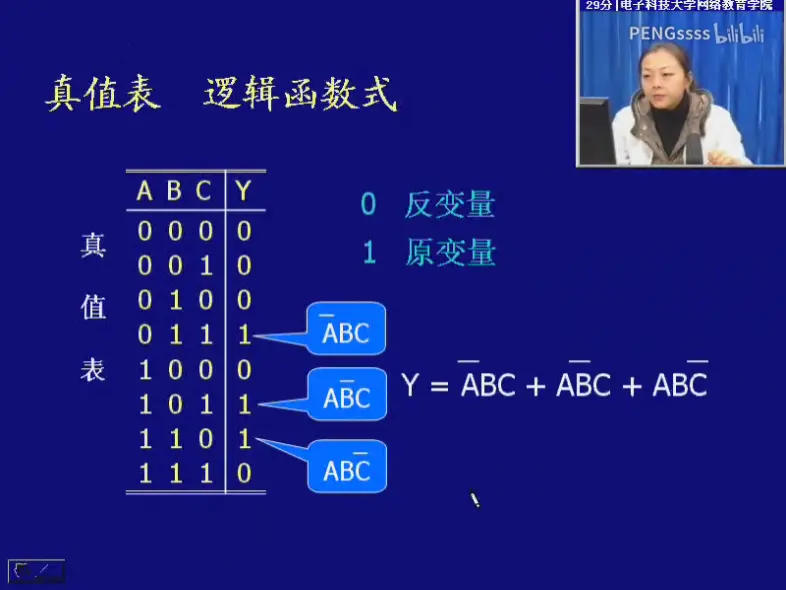 29分 | 电子科技大学网络教育学院
PENGssss bilibili
真值表 逻辑函数式
A B C Y
0 0 0 0
0 0 1 0
0 1 0 0
0 1 1 1
1 0 0 0
1 0 1 1
1 1 0 1
1 1 1 0
真值表
0 反变量
1 原变量
A̅BC
AB̅C
ABC̅
Y = A̅BC + AB̅C + ABC̅